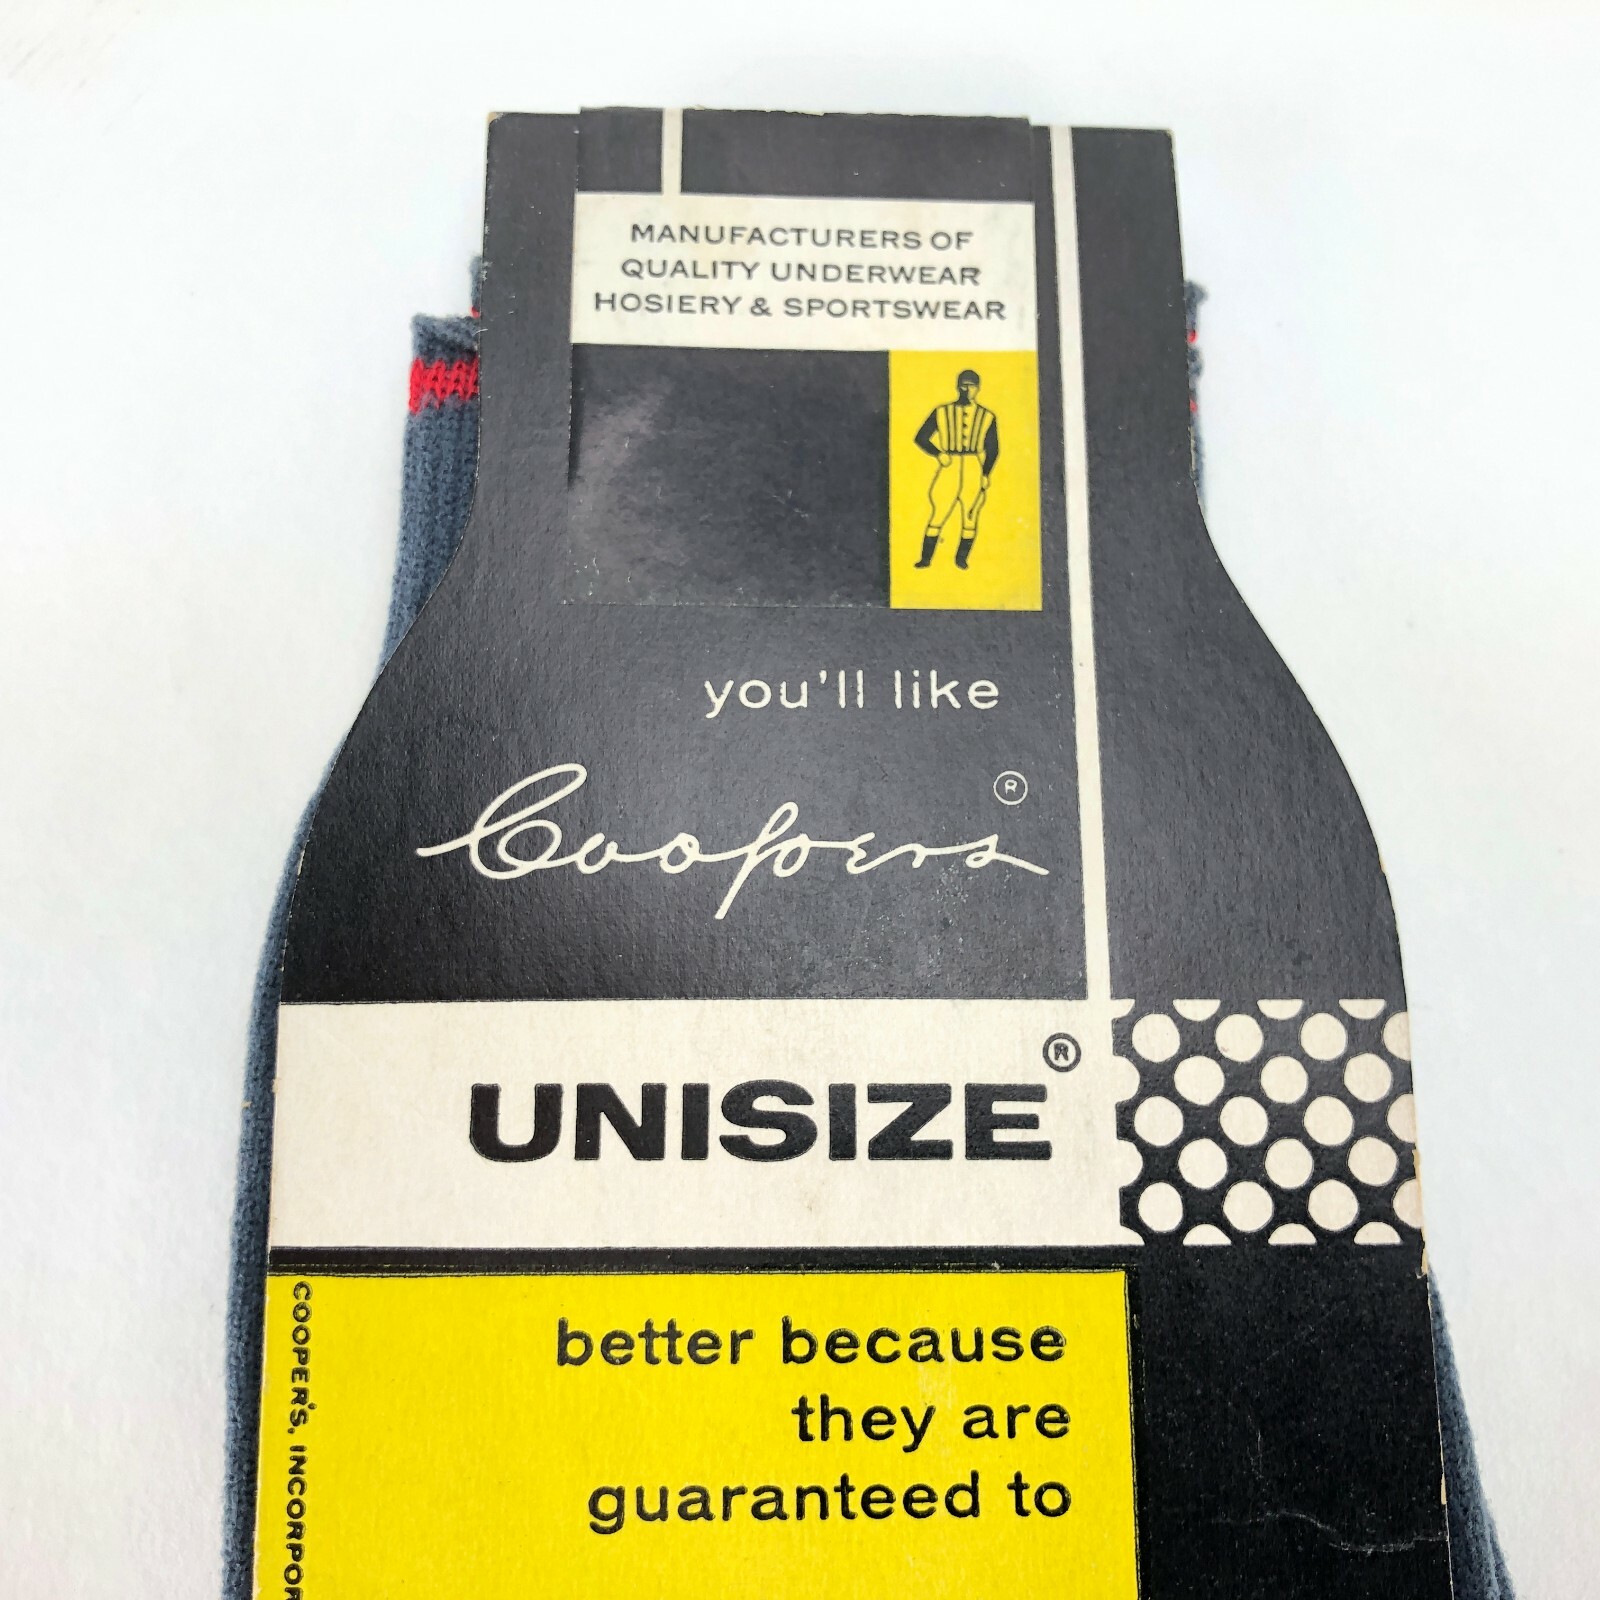 MANUFACTURERS OF
QUALITY UNDERWEAR
HOSIERY & SPORTSWEAR
you'll like
Coopers ®
UNISIZE ®
better because
they are
guaranteed to
COOPER'S, INCORPOR